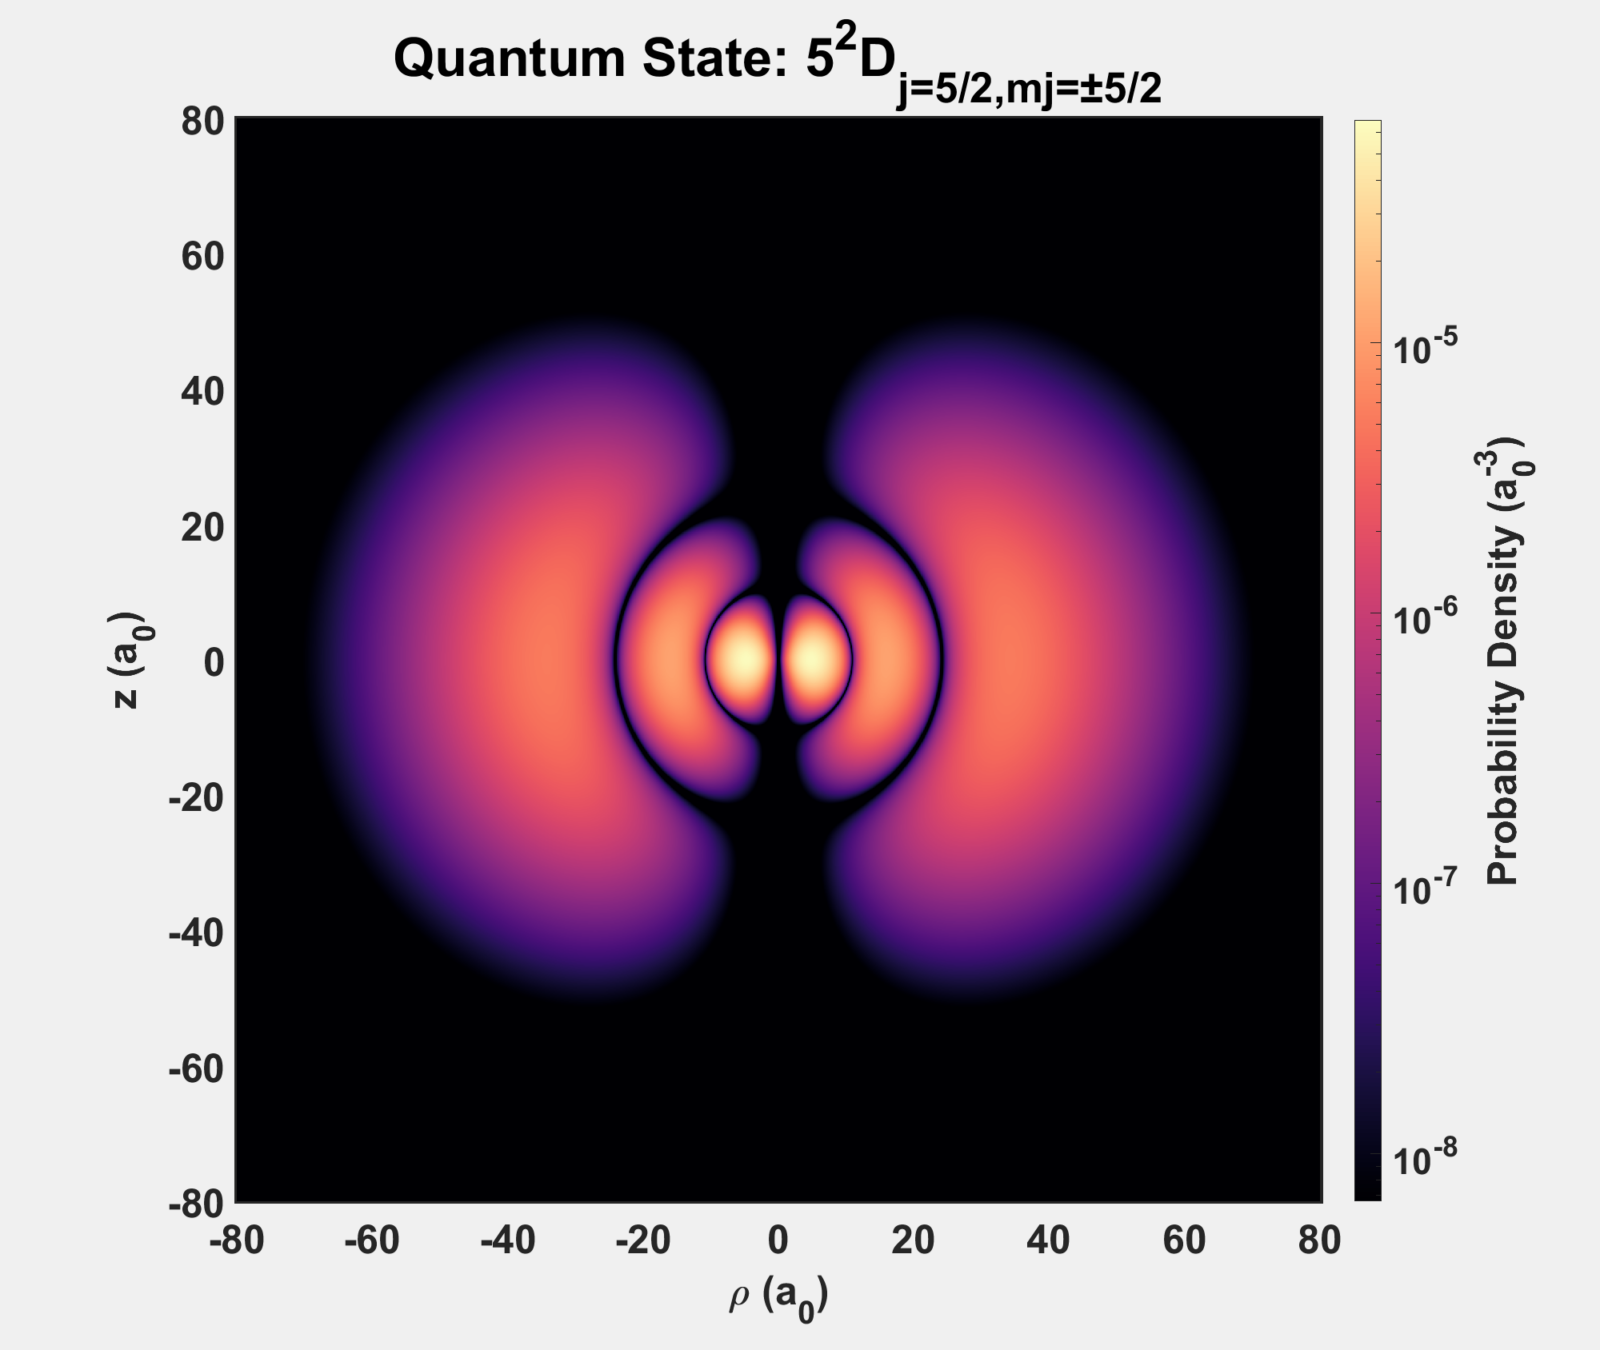 Quantum State: 5²D j=5/2,mj=±5/2
80
60
40
20
0
-20
-40
-60
-80
z (a₀)
-80 -60 -40 -20 0 20 40 60 80
ρ (a₀)
10⁻⁵
10⁻⁶
10⁻⁷
10⁻⁸
Probability Density (a₀⁻³)